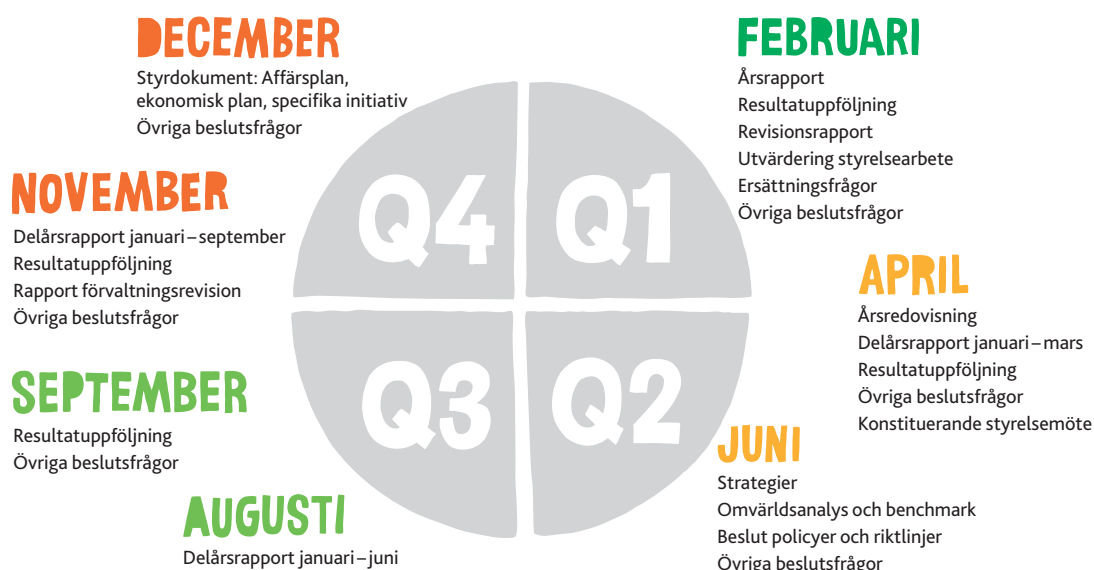 DECEMBER
Styrdokument: Affärsplan,
ekonomisk plan, specifika initiativ
Övriga beslutsfrågor
FEBRUARI
Årsrapport
Resultatuppföljning
Revisionsrapport
Utvärdering styrelsearbete
Ersättningsfrågor
Övriga beslutsfrågor
NOVEMBER
Delårsrapport januari–september
Resultatuppföljning
Rapport förvaltningsrevision
Övriga beslutsfrågor
Q4
Q1
APRIL
Årsredovisning
Delårsrapport januari–mars
Resultatuppföljning
Övriga beslutsfrågor
Konstituerande styrelsemöte
SEPTEMBER
Resultatuppföljning
Övriga beslutsfrågor
Q3
Q2
JUNI
Strategier
Omvärldsanalys och benchmark
Beslut policyer och riktlinjer
Övriga beslutsfrågor
AUGUSTI
Delårsrapport januari–juni